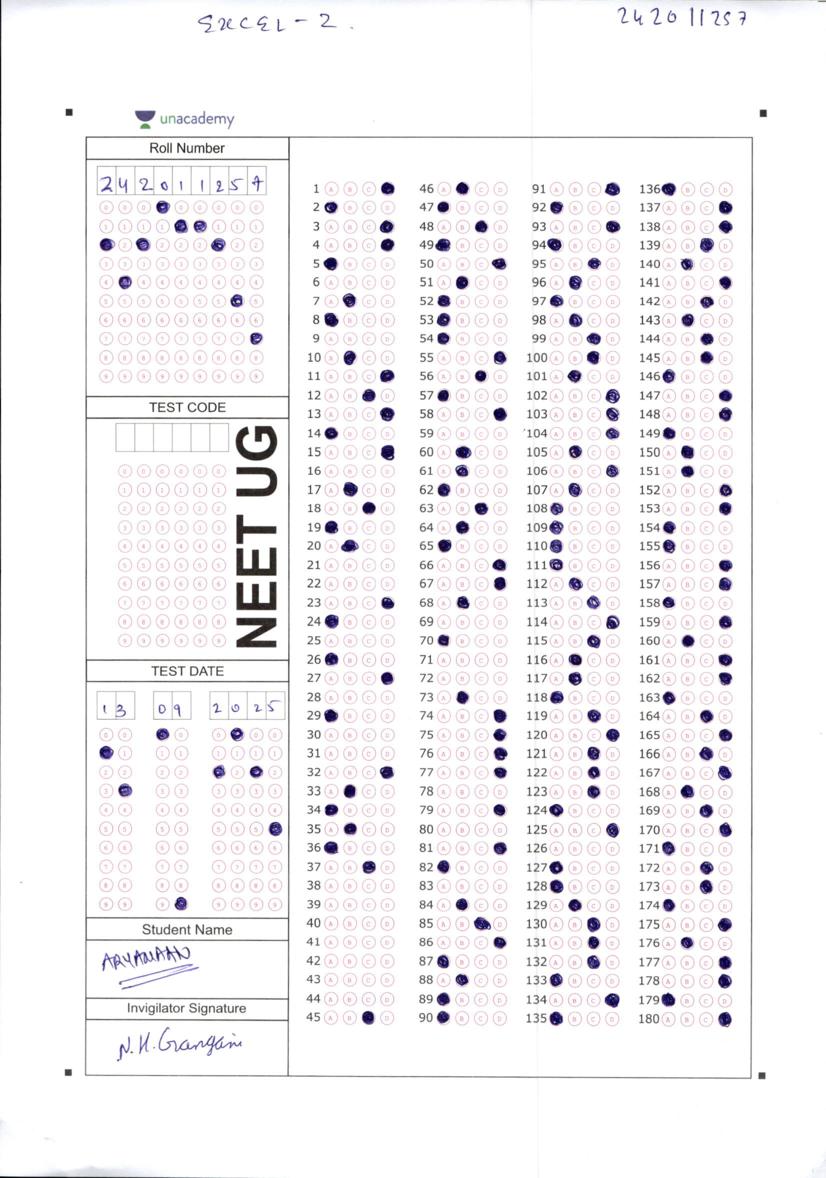 EXCEL - 2.
242011257
unacademy
Roll Number
2 4 2 0 1 1 2 5 7
TEST CODE
NEET UG
TEST DATE
1 3 0 9 2 0 2 5
Student Name
ARYAMAAN
Invigilator Signature
N.H.Grangani
1 A B C 46 A C D 91 A B C 136 B C D
2 B C D 47 B C D 92 B C D 137 A B C
3 A B C 48 A B D 93 A B C 138 A B C
4 A B C 49 B C D 94 B C D 139 A B D
5 B C D 50 A B C 95 A B D 140 A C D
6 A B C D 51 A C D 96 A C D 141 A B C
7 A C D 52 B C D 97 B C D 142 A B D
8 B C D 53 B C D 98 A C D 143 A C D
9 A B C D 54 B C D 99 A B D 144 A B D
10 A C D 55 A B C 100 A B D 145 A B D
11 A B C 56 A B D 101 A C D 146 B C D
12 A B D 57 B C D 102 A B C 147 A B C
13 A B C 58 A B C 103 A B C 148 A B C
14 B C D 59 A B C D 104 A B C 149 B C D
15 A B C 60 A C D 105 A C D 150 A C D
16 A B C D 61 A C D 106 A B C 151 A C D
17 A C D 62 B C D 107 A C D 152 A B C
18 A B D 63 A B D 108 B C D 153 A B C
19 B C D 64 A C D 109 B C D 154 B C D
20 A C D 65 B C D 110 B C D 155 B C D
21 A B C D 66 A B C 111 B C D 156 A B C
22 A B C D 67 A B C 112 A C D 157 A B C
23 A B C 68 A C D 113 A B D 158 B C D
24 B C D 69 A B C D 114 A B C 159 A B C
25 A B C D 70 B C D 115 A B D 160 A C D
26 B C D 71 A B C D 116 A C D 161 A B C
27 A B C 72 A B C D 117 A C D 162 A B C
28 A B C D 73 A C D 118 B C D 163 B C D
29 B C D 74 A B C 119 A B D 164 A B D
30 A B C D 75 A B C 120 A B C 165 A B C
31 A B C D 76 A B C 121 A B D 166 A B D
32 A B C 77 A B C 122 A B D 167 A B C
33 A C D 78 A B C D 123 A B D 168 A C D
34 B C D 79 A B C 124 B C D 169 A B D
35 A C D 80 A B C D 125 A B C 170 A B C
36 B C D 81 A B C 126 A B C D 171 B C D
37 A B D 82 B C D 127 B C D 172 A B D
38 A B C D 83 A B C D 128 B C D 173 A B D
39 A B C D 84 A C D 129 A C D 174 B C D
40 A B C D 85 A B D 130 A B D 175 A B C
41 A B C D 86 A B C 131 A B D 176 A C D
42 A B C D 87 B C D 132 A B D 177 A B C
43 A B C D 88 A C D 133 B C D 178 A B C
44 A B C D 89 B C D 134 A B C 179 B C D
45 A B D 90 B C D 135 B C D 180 A B C